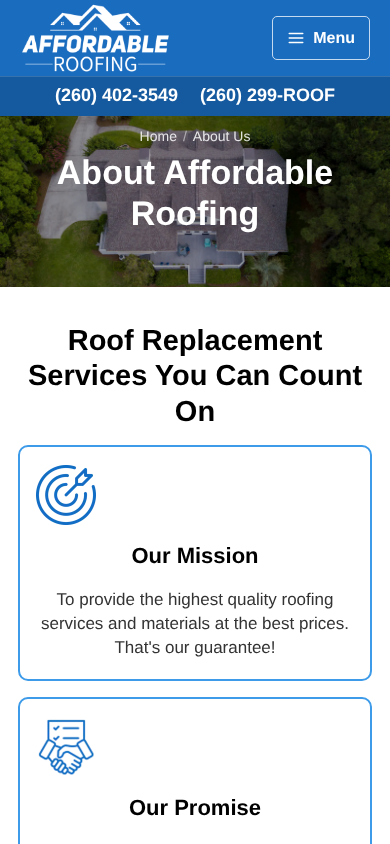 AFFORDABLE
ROOFING
Menu
(260) 402-3549 (260) 299-ROOF
Home / About Us
About Affordable
Roofing
Roof Replacement
Services You Can Count
On
Our Mission
To provide the highest quality roofing
services and materials at the best prices.
That's our guarantee!
Our Promise